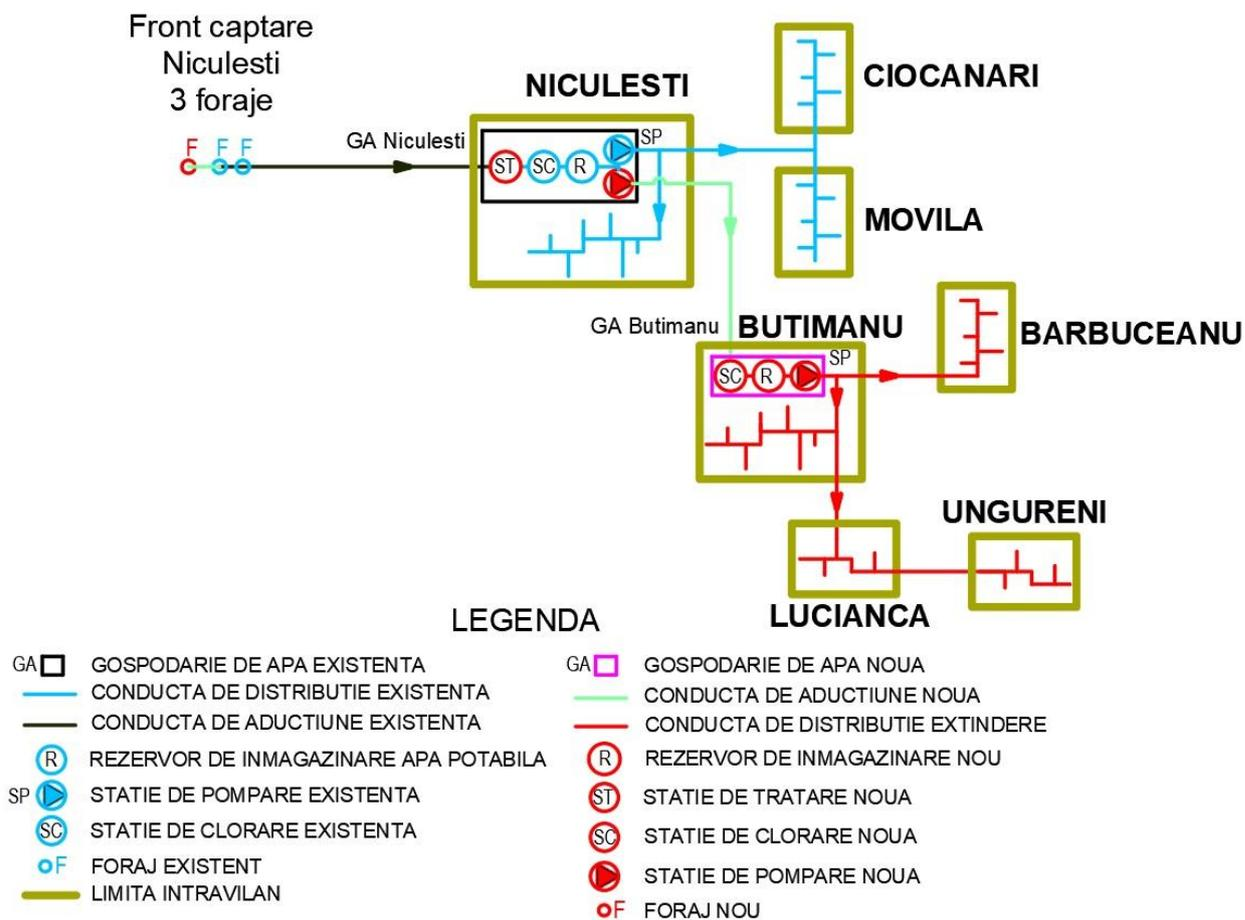 Front captare
Niculesti
3 foraje
F F F
GA Niculesti
NICULESTI
ST SC R
SP
CIOCANARI
MOVILA
GA Butimanu
BUTIMANU
SC R
SP
BARBUCEANU
UNGURENI
LUCIANCA
LEGENDA
GA GOSPODARIE DE APA EXISTENTA
CONDUCTA DE DISTRIBUTIE EXISTENTA
CONDUCTA DE ADUCTIUNE EXISTENTA
R REZERVOR DE INMAGAZINARE APA POTABILA
SP STATIE DE POMPARE EXISTENTA
SC STATIE DE CLORARE EXISTENTA
F FORAJ EXISTENT
LIMITA INTRAVILAN
GA GOSPODARIE DE APA NOUA
CONDUCTA DE ADUCTIUNE NOUA
CONDUCTA DE DISTRIBUTIE EXTINDERE
R REZERVOR DE INMAGAZINARE NOU
ST STATIE DE TRATARE NOUA
SC STATIE DE CLORARE NOUA
STATIE DE POMPARE NOUA
F FORAJ NOU